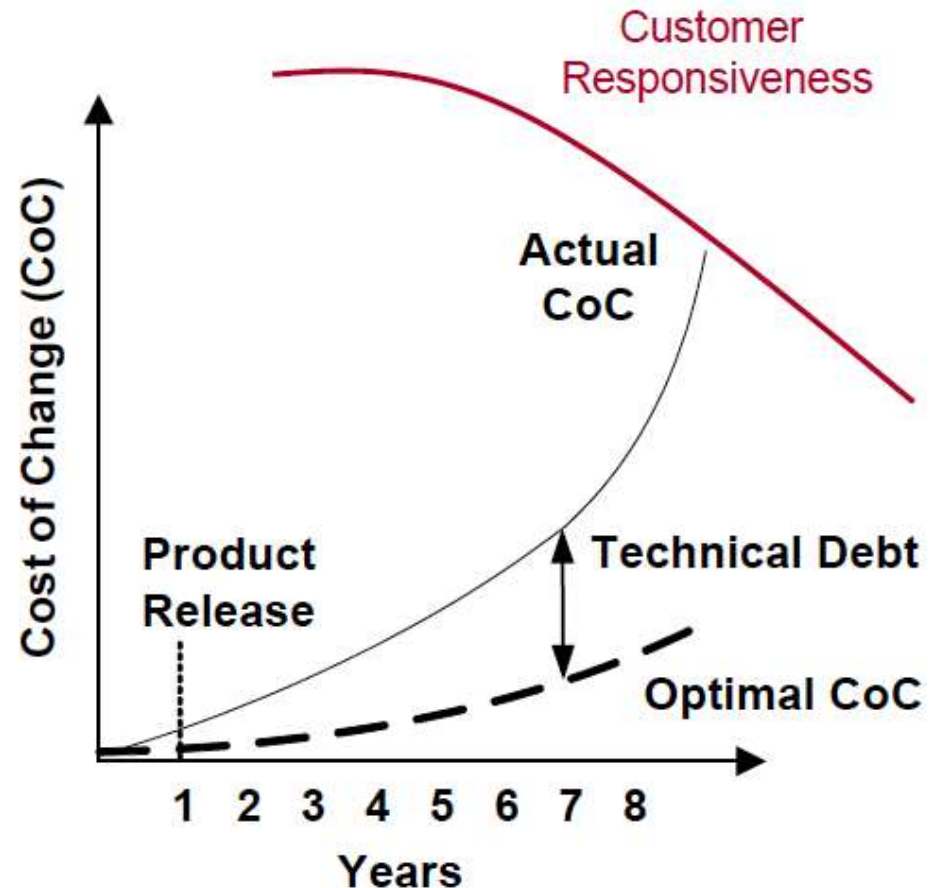 Customer
Responsiveness
Actual
CoC
Cost of Change (CoC)
Product
Release
Technical Debt
Optimal CoC
1 2 3 4 5 6 7 8
Years